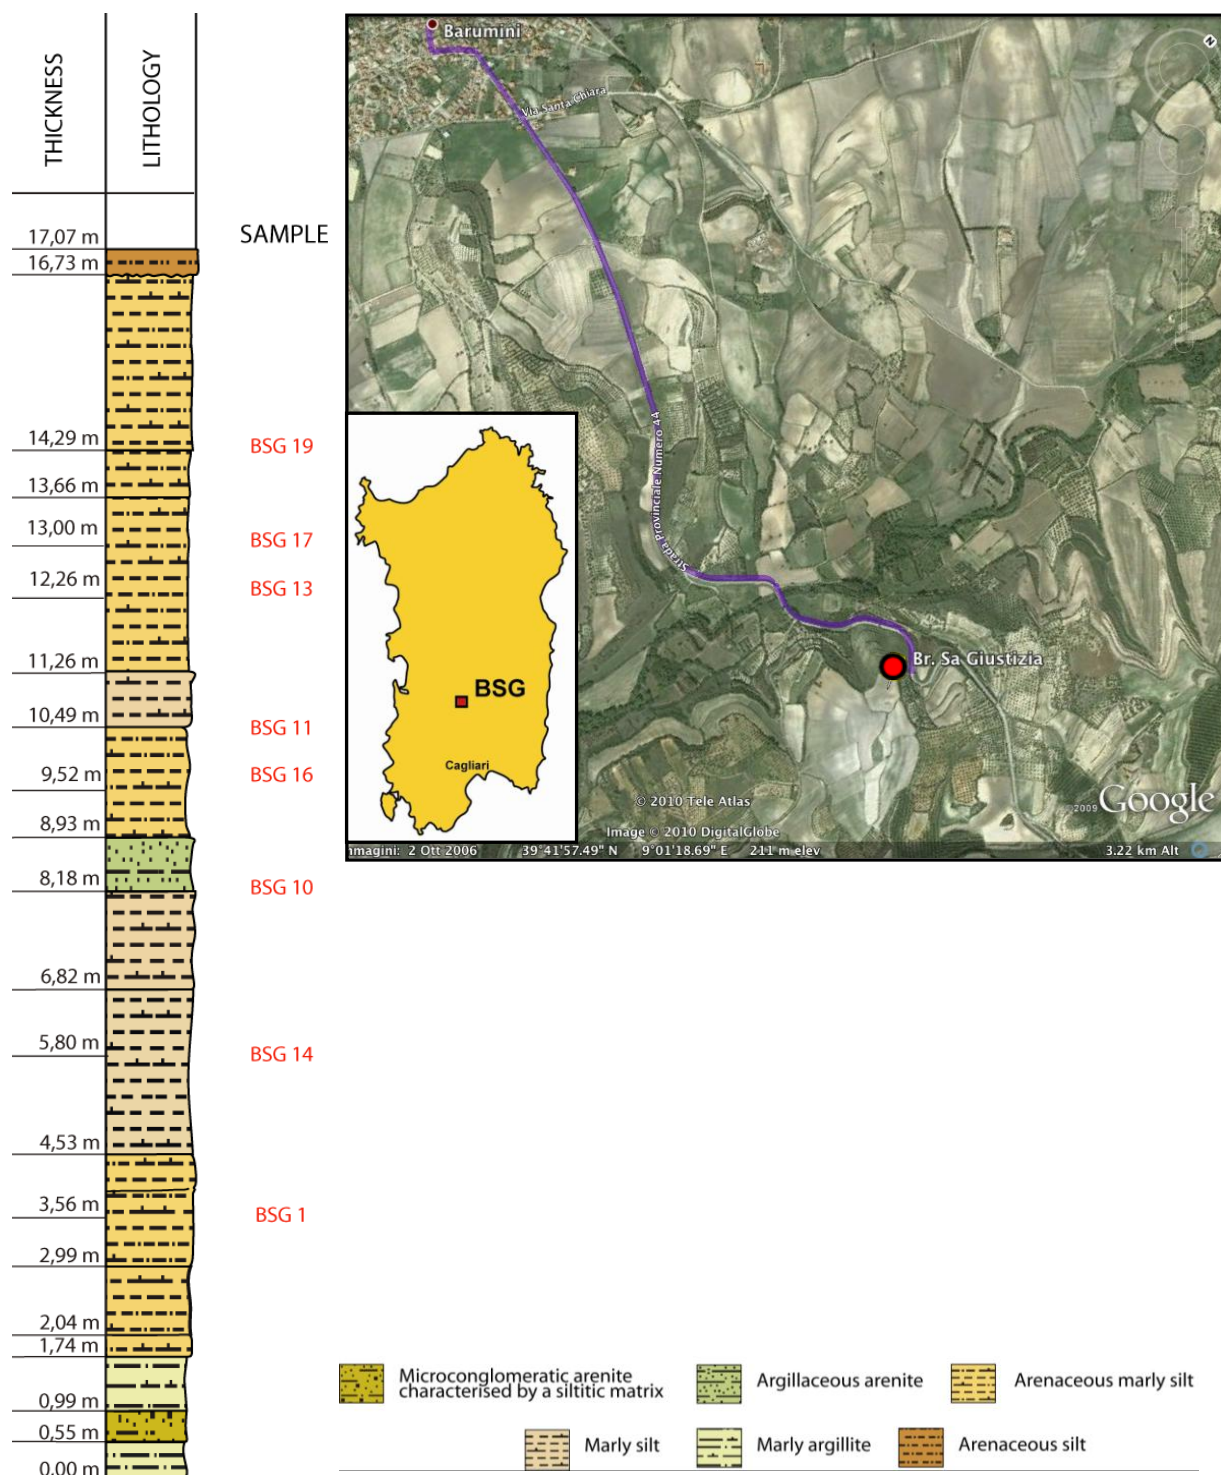 THICKNESS
LITHOLOGY
SAMPLE
17,07 m
16,73 m
14,29 m
BSG 19
13,66 m
13,00 m
BSG 17
12,26 m
BSG 13
11,26 m
10,49 m
BSG 11
9,52 m
BSG 16
8,93 m
8,18 m
BSG 10
6,82 m
5,80 m
BSG 14
4,53 m
3,56 m
BSG 1
2,99 m
2,04 m
1,74 m
0,99 m
0,55 m
0,00 m
N
Barumini
Via Santa Chiara
Strada Provinciale Numero 44
Br. Sa Giustizia
BSG
Cagliari
© 2010 Tele Atlas
©2009 Google
Image © 2010 DigitalGlobe
mmagini: 2 Ott 2006 39°41'57.49" N 9°01'18.69" E 211 m elev 3.22 km Alt
Microconglomeratic arenite
characterised by a siltitic matrix
Argillaceous arenite
Arenaceous marly silt
Marly silt
Marly argillite
Arenaceous silt